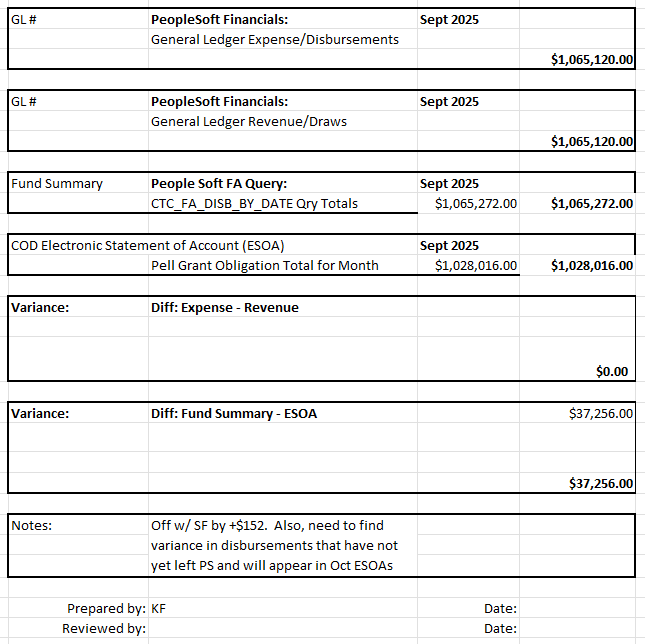 GL # PeopleSoft Financials: Sept 2025
General Ledger Expense/Disbursements
$1,065,120.00
GL # PeopleSoft Financials: Sept 2025
General Ledger Revenue/Draws
$1,065,120.00
Fund Summary People Soft FA Query: Sept 2025
CTC_FA_DISB_BY_DATE Qry Totals $1,065,272.00 $1,065,272.00
COD Electronic Statement of Account (ESOA) Sept 2025
Pell Grant Obligation Total for Month $1,028,016.00 $1,028,016.00
Variance: Diff: Expense - Revenue
$0.00
Variance: Diff: Fund Summary - ESOA $37,256.00
$37,256.00
Notes: Off w/ SF by +$152.  Also, need to find
variance in disbursements that have not
yet left PS and will appear in Oct ESOAs
Prepared by: KF Date:
Reviewed by: Date: